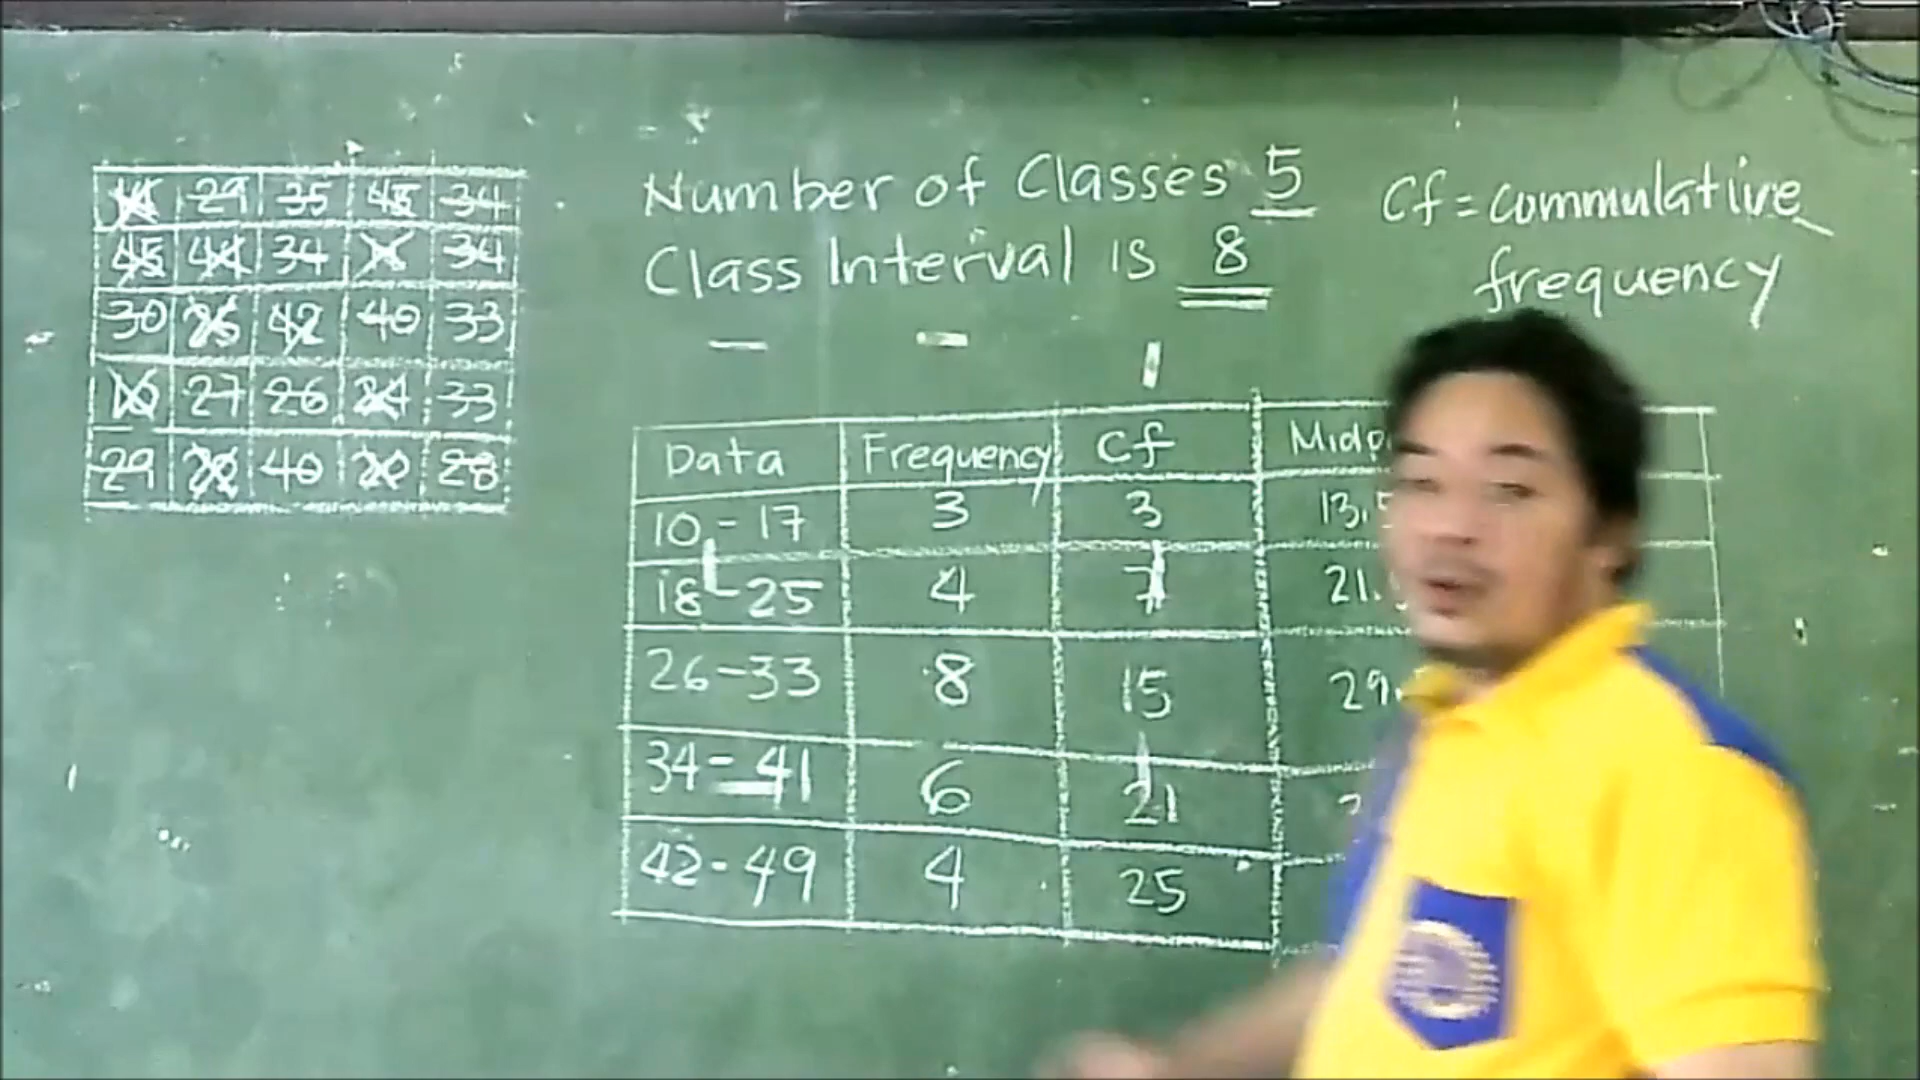 29 35 45 34
45 44 34 34
30 26 42 40 33
10 27 26 24 33
29 40 20 28
Number of Classes 5
Class Interval is 8
Cf = commulative
frequency
Data Frequency Cf
10 - 17 3 3 13.5
18 - 25 4 7 21.
26 - 33 8 15 29.
34 - 41 6 21
42 - 49 4 25